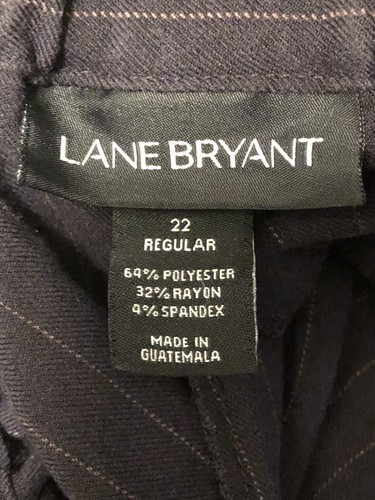 LANE BRYANT
22
REGULAR
64% POLYESTER
32% RAYON
4% SPANDEX
MADE IN
GUATEMALA